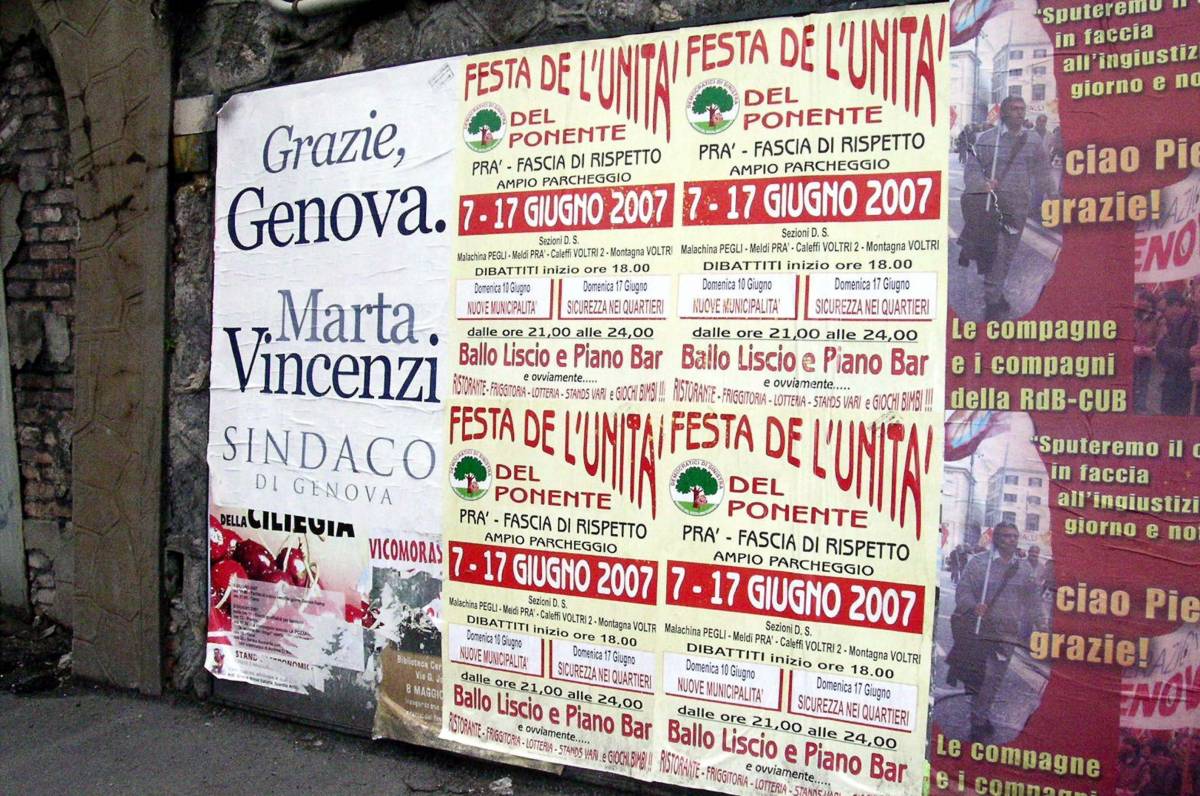 Grazie,
Genova.
Marta
Vincenzi
SINDACO
DI GENOVA
DELLA CILIEGIA
VICOMORAS
8 MAGGIO
FESTA DE L'UNITA'
DEL
PONENTE
PRA' - FASCIA DI RISPETTO
AMPIO PARCHEGGIO
7 - 17 GIUGNO 2007
Sezioni D. S.
Malachina PEGLI - Meldi PRA' - Caleffi VOLTRI 2 - Montagna VOLTRI
DIBATTITI inizio ore 18.00
Domenica 10 Giugno
NUOVE MUNICIPALITA'
Domenica 17 Giugno
SICUREZZA NEI QUARTIERI
dalle ore 21,00 alle 24,00
Ballo Liscio e Piano Bar
e ovviamente.....
RISTORANTE - FRIGGITORIA - LOTTERIA - STANDS VARI e GIOCHI BIMBI !!!
FESTA DE L'UNITA'
DEL
PONENTE
PRA' - FASCIA DI RISPETTO
AMPIO PARCHEGGIO
7 - 17 GIUGNO 2007
Sezioni D. S.
Malachina PEGLI - Meldi PRA' - Caleffi VOLTRI 2 - Montagna VOLTRI
DIBATTITI inizio ore 18.00
Domenica 10 Giugno
NUOVE MUNICIPALITA'
Domenica 17 Giugno
SICUREZZA NEI QUARTIERI
dalle ore 21,00 alle 24,00
Ballo Liscio e Piano Bar
e ovviamente.....
RISTORANTE - FRIGGITORIA - LOTTERIA - STANDS VARI e GIOCHI BIMBI !!!
FESTA DE L'UNITA'
DEL
PONENTE
PRA' - FASCIA DI RISPETTO
AMPIO PARCHEGGIO
7 - 17 GIUGNO 2007
Sezioni D. S.
Malachina PEGLI - Meldi PRA' - Caleffi VOLTRI 2 - Montagna VOLTR
DIBATTITI inizio ore 18.00
Domenica 10 Giugno
NUOVE MUNICIPALITA'
Domenica 17 Giugno
SICUREZZA NEI QUARTIERI
dalle ore 21,00 alle 24,00
Ballo Liscio e Piano Bar
e ovviamente.....
RISTORANTE - FRIGGITORIA - LOTTERIA - STANDS VARI e GIOCHI BIMBI !!
FESTA DE L'UNITA'
DEL
PONENTE
PRA' - FASCIA DI RISPETTO
AMPIO PARCHEGGIO
7 - 17 GIUGNO 2007
Sezioni D. S.
Malachina PEGLI - Meldi PRA' - Caleffi VOLTRI 2 - Montagna VOLTRI
DIBATTITI inizio ore 18.00
Domenica 10 Giugno
NUOVE MUNICIPALITA'
Domenica 17 Giugno
SICUREZZA NEI QUARTIERI
dalle ore 21,00 alle 24,00
Ballo Liscio e Piano Bar
e ovviamente.....
RISTORANTE - FRIGGITORIA - LOTTERIA - STANDS VARI e GIOCHI BIMBI !!!
"Sputeremo il
in faccia
all'ingiustizi
giorno e no
ciao Pie
grazie!
ENO
Le compagne
e i compagni
della RdB-CUB
"Sputeremo il c
in faccia
all'ingiustizi
giorno e no
ciao Pie
grazie!
ENOV
Le compagne
e i compagni